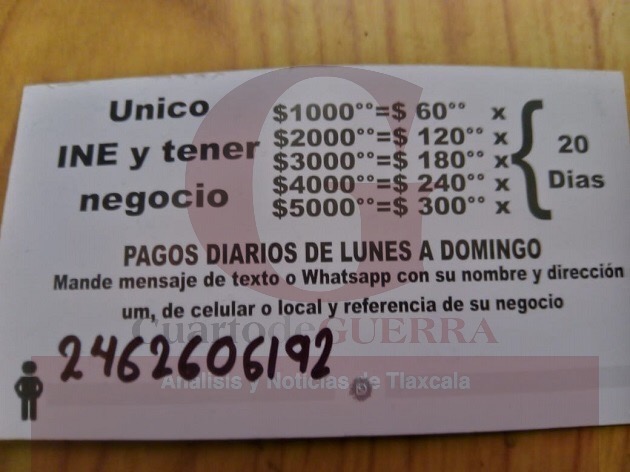 Unico
INE y tener
negocio
$1000°°=$ 60°° x
$2000°°=$ 120°° x
$3000°°=$ 180°° x
$4000°°=$ 240°° x
$5000°°=$ 300°° x
20
Dias
PAGOS DIARIOS DE LUNES A DOMINGO
Mande mensaje de texto o Whatsapp con su nombre y dirección
um, de celular o local y referencia de su negocio
CuartodeGUERRA
2462606192
Analisis y Noticias de Tlaxcala